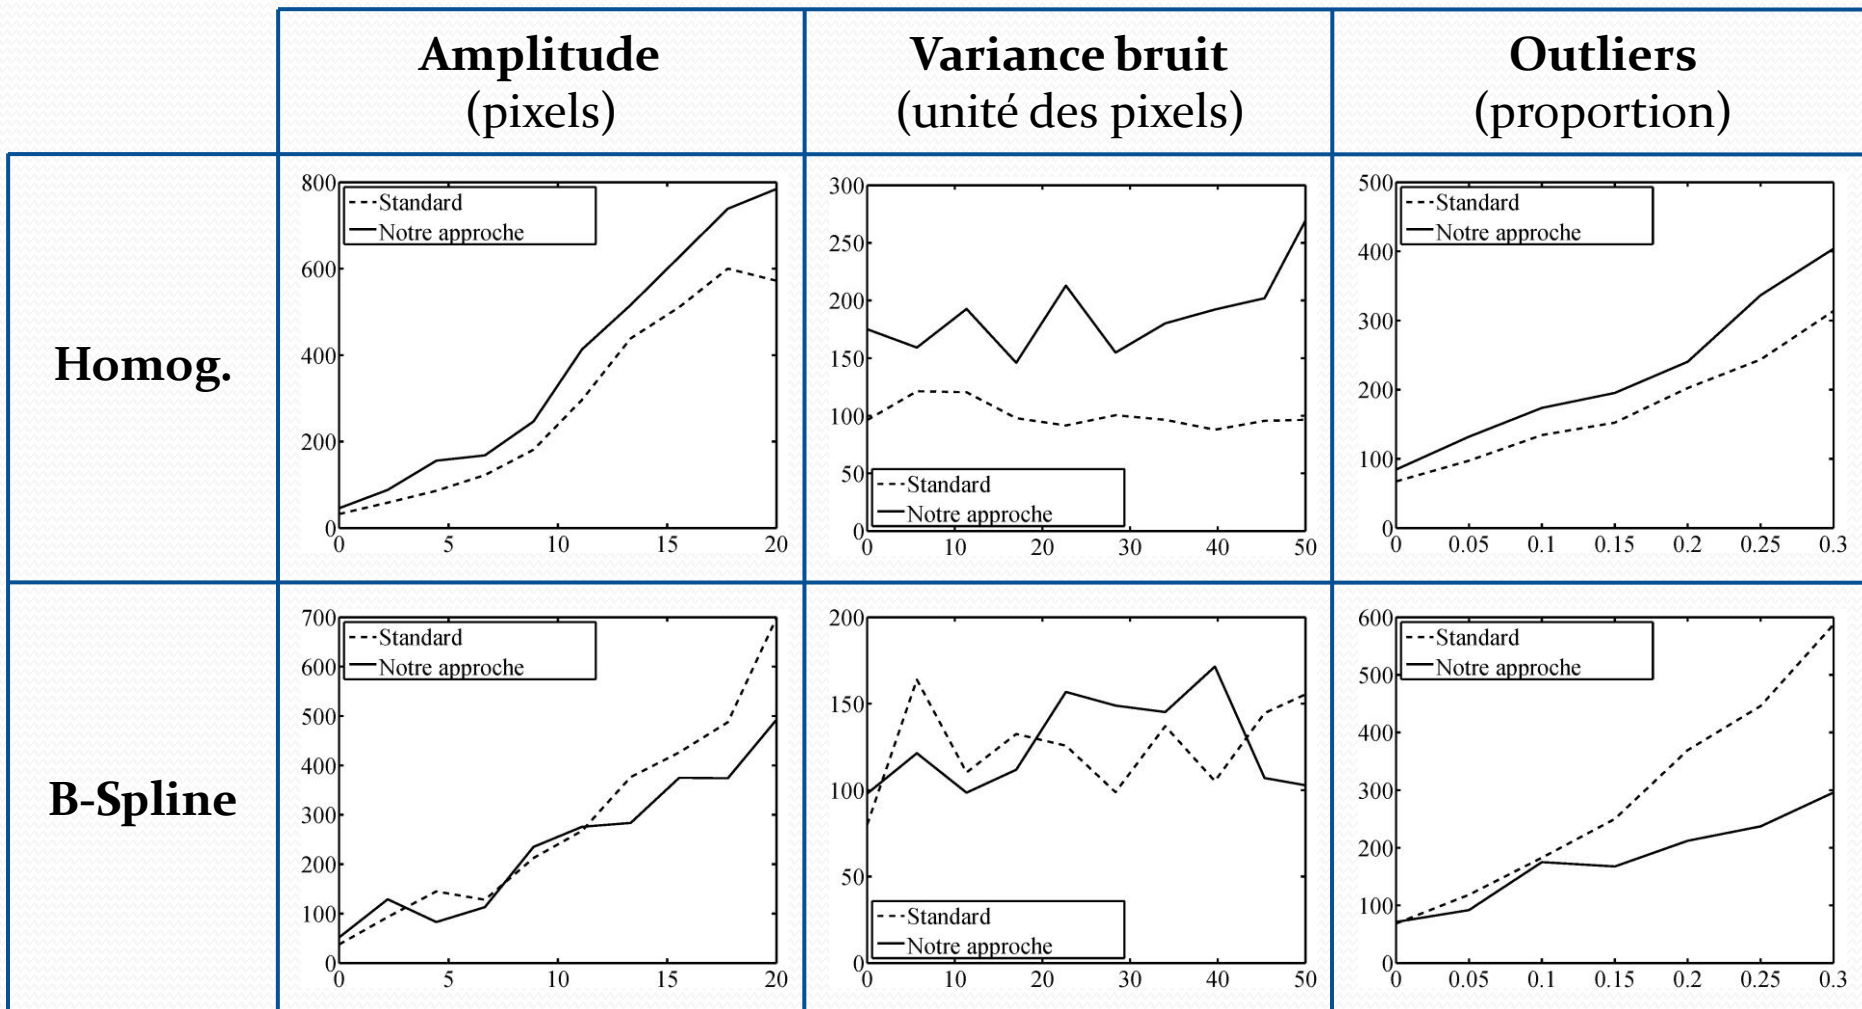 Amplitude
(pixels)
Variance bruit
(unité des pixels)
Outliers
(proportion)
Homog.
800
600
400
200
0
0 5 10 15 20
Standard
Notre approche
300
250
200
150
100
50
0
0 10 20 30 40 50
Standard
Notre approche
500
400
300
200
100
0
0 0.05 0.1 0.15 0.2 0.25 0.3
Standard
Notre approche
B-Spline
700
600
500
400
300
200
100
0
0 5 10 15 20
Standard
Notre approche
200
150
100
50
0
0 10 20 30 40 50
Standard
Notre approche
600
500
400
300
200
100
0
0 0.05 0.1 0.15 0.2 0.25 0.3
Standard
Notre approche